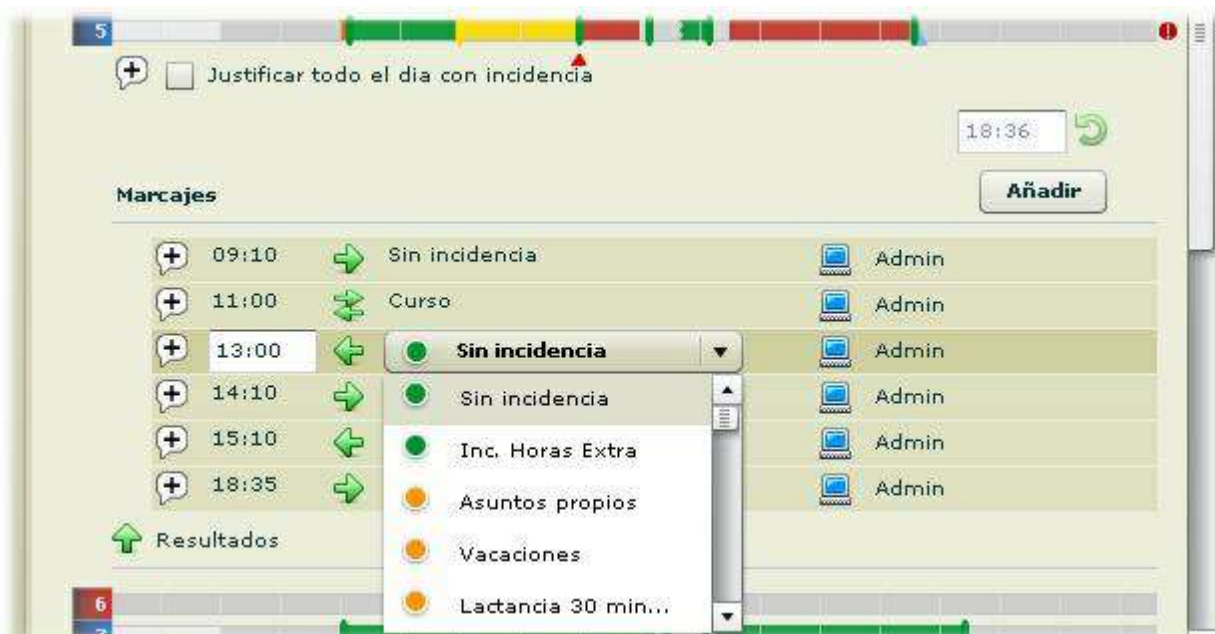 5
Justificar todo el dia con incidencia
18:36
Marcajes
Añadir
09:10 Sin incidencia Admin
11:00 Curso Admin
13:00 Sin incidencia Admin
14:10 Sin incidencia Admin
15:10 Inc. Horas Extra Admin
18:35 Asuntos propios Admin
Resultados
Vacaciones
Lactancia 30 min...
6
7